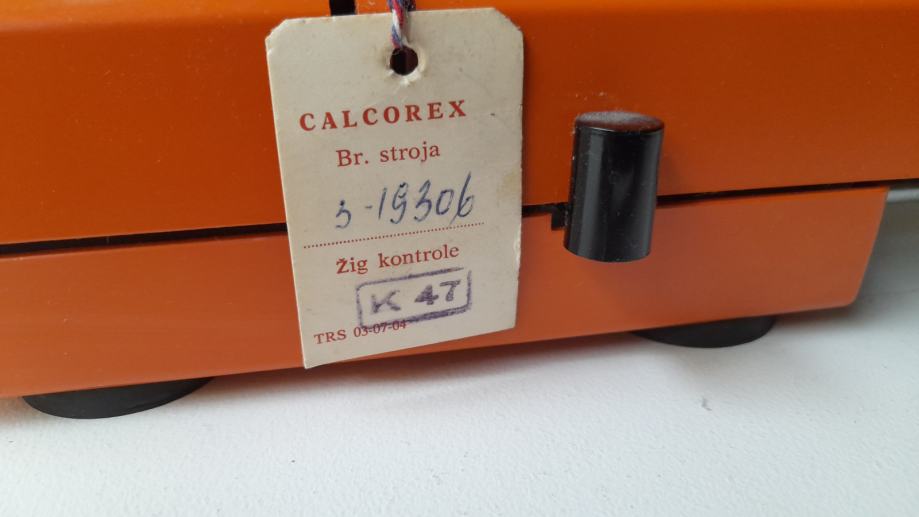 CALCOREX
Br. stroja
3-19306
Žig kontrole
K 47
TRS 03-07-04